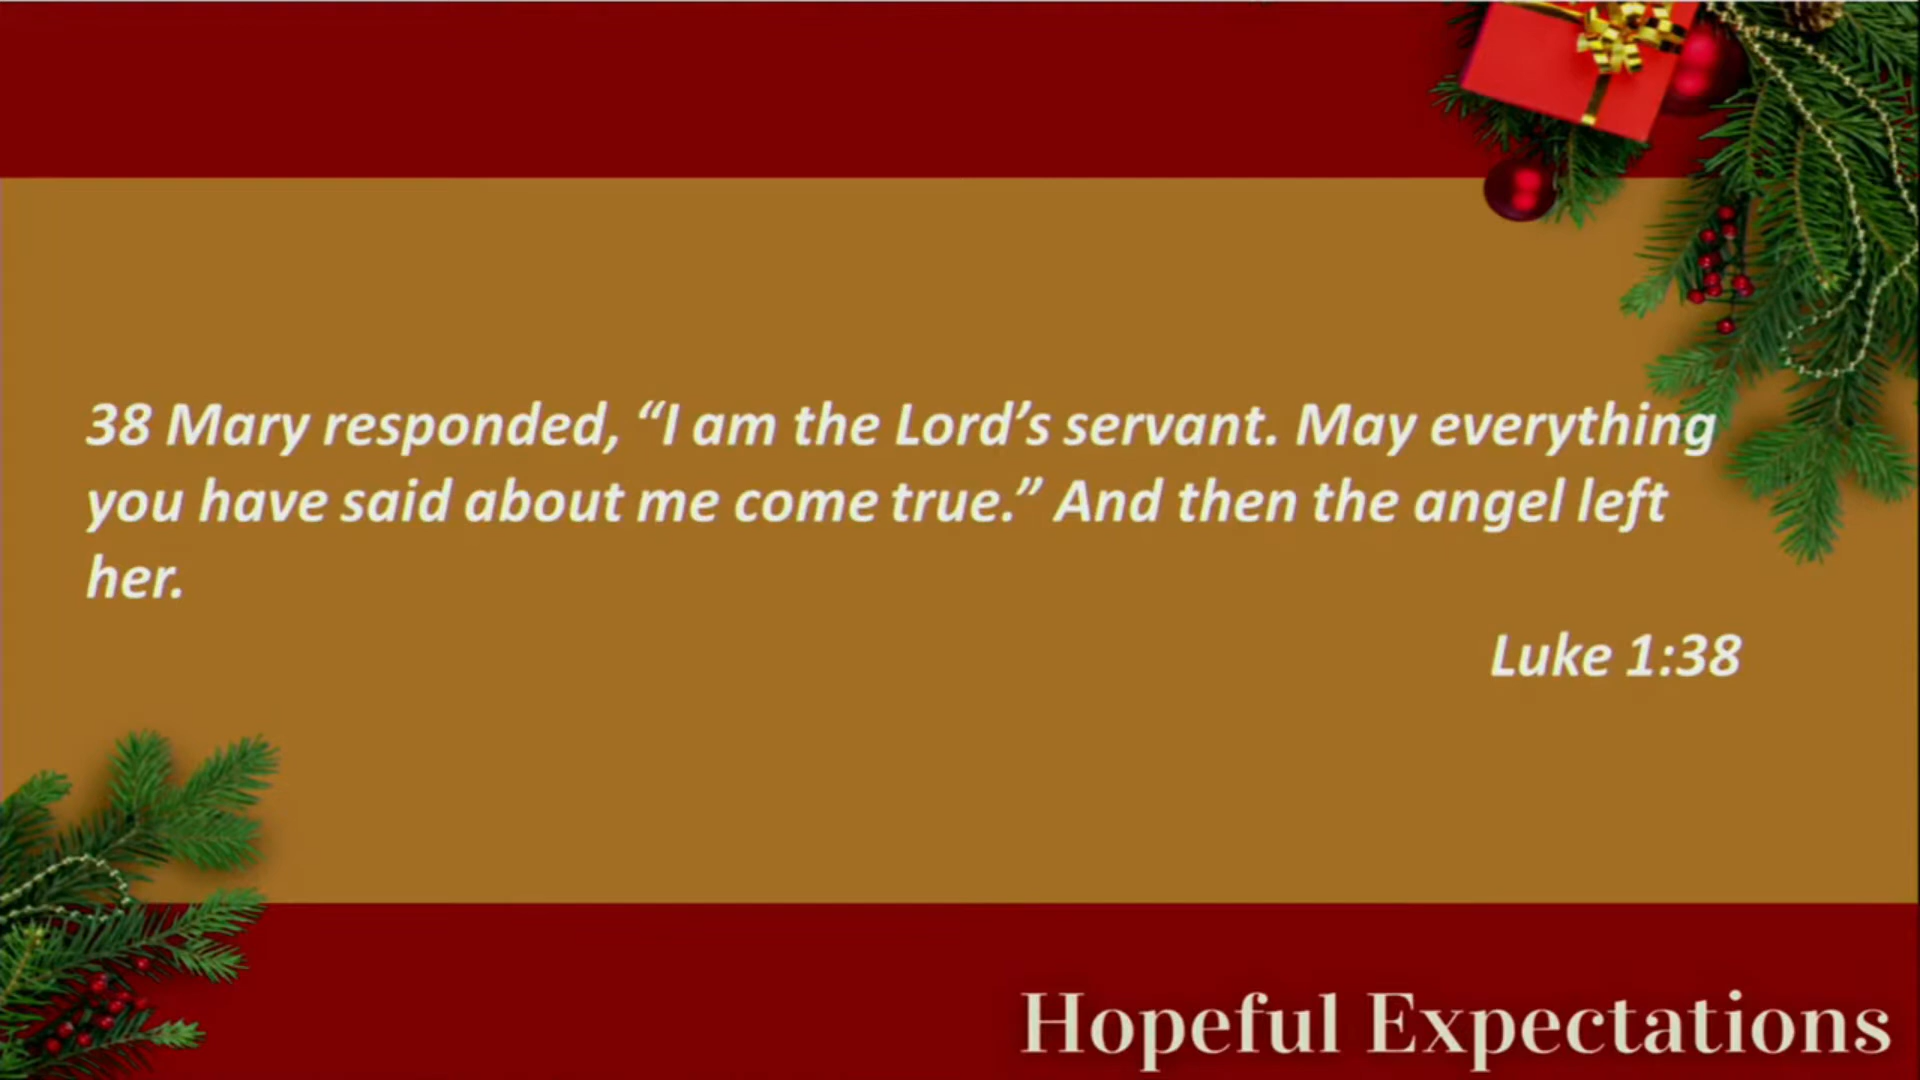 38 Mary responded, “I am the Lord’s servant. May everything
you have said about me come true.” And then the angel left
her.
Luke 1:38
Hopeful Expectations